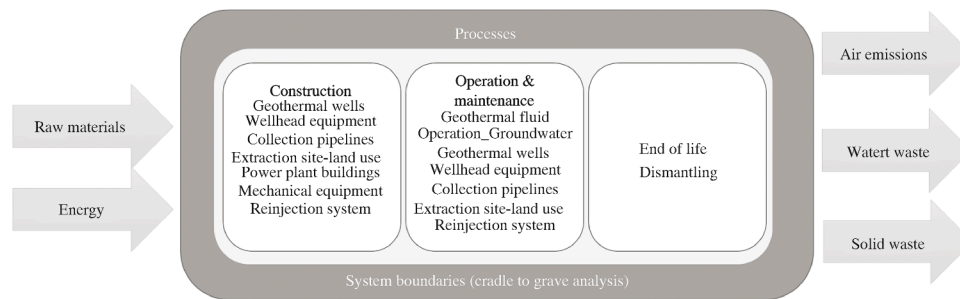 Processes
Raw materials
Energy
Construction
Geothermal wells
Wellhead equipment
Collection pipelines
Extraction site-land use
Power plant buildings
Mechanical equipment
Reinjection system
Operation &
maintenance
Geothermal fluid
Operation_Groundwater
Geothermal wells
Wellhead equipment
Collection pipelines
Extraction site-land use
Reinjection system
End of life
Dismantling
Air emissions
Watert waste
Solid waste
System boundaries (cradle to grave analysis)